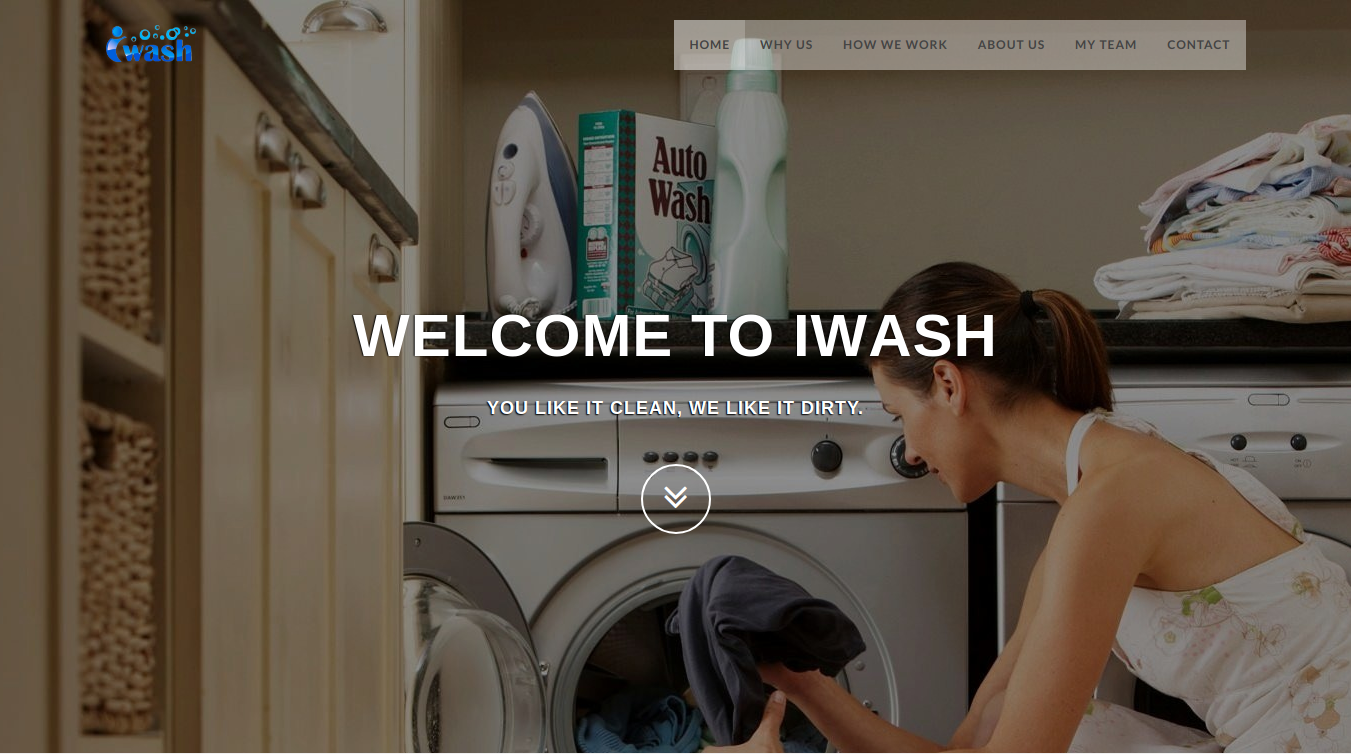 iwash
HOME WHY US HOW WE WORK ABOUT US MY TEAM CONTACT
Auto
Wash
WELCOME TO IWASH
YOU LIKE IT CLEAN, WE LIKE IT DIRTY.